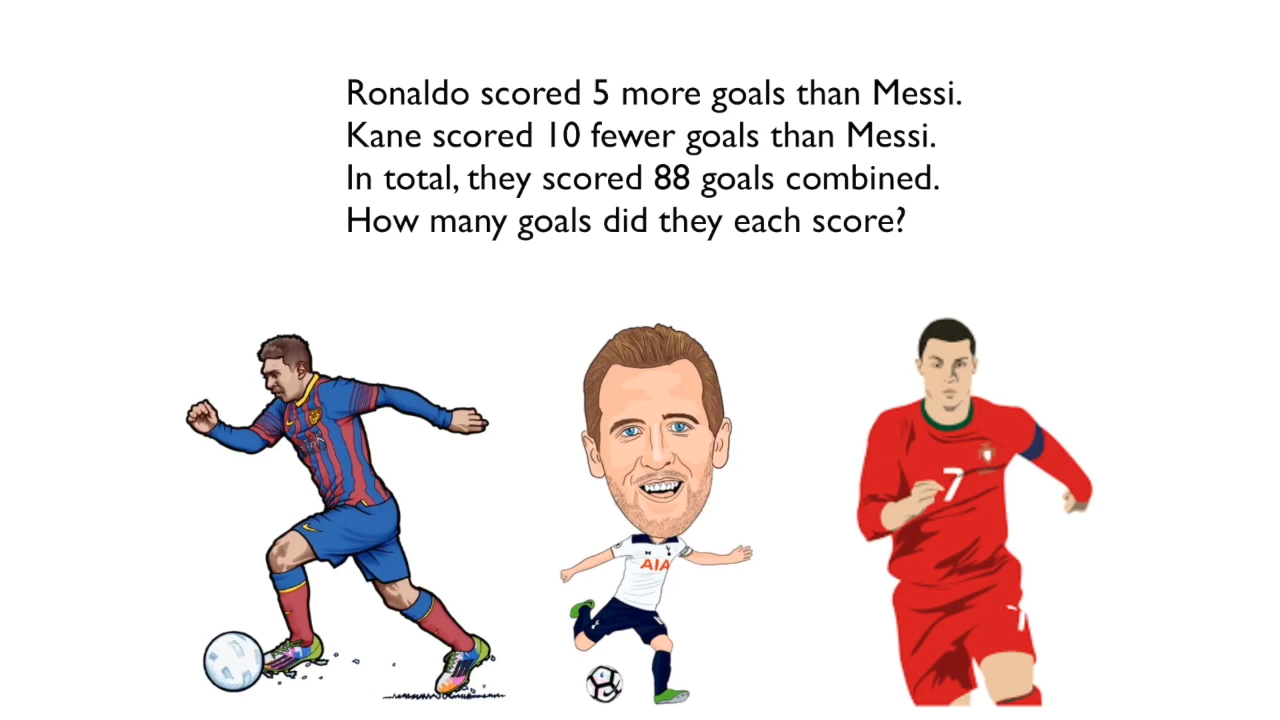 Ronaldo scored 5 more goals than Messi.
Kane scored 10 fewer goals than Messi.
In total, they scored 88 goals combined.
How many goals did they each score?
AIA
7
7